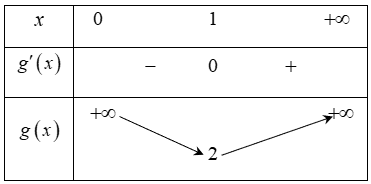 x 0 1 +∞
g′(x) − 0 +
+∞ +∞
g(x)
2